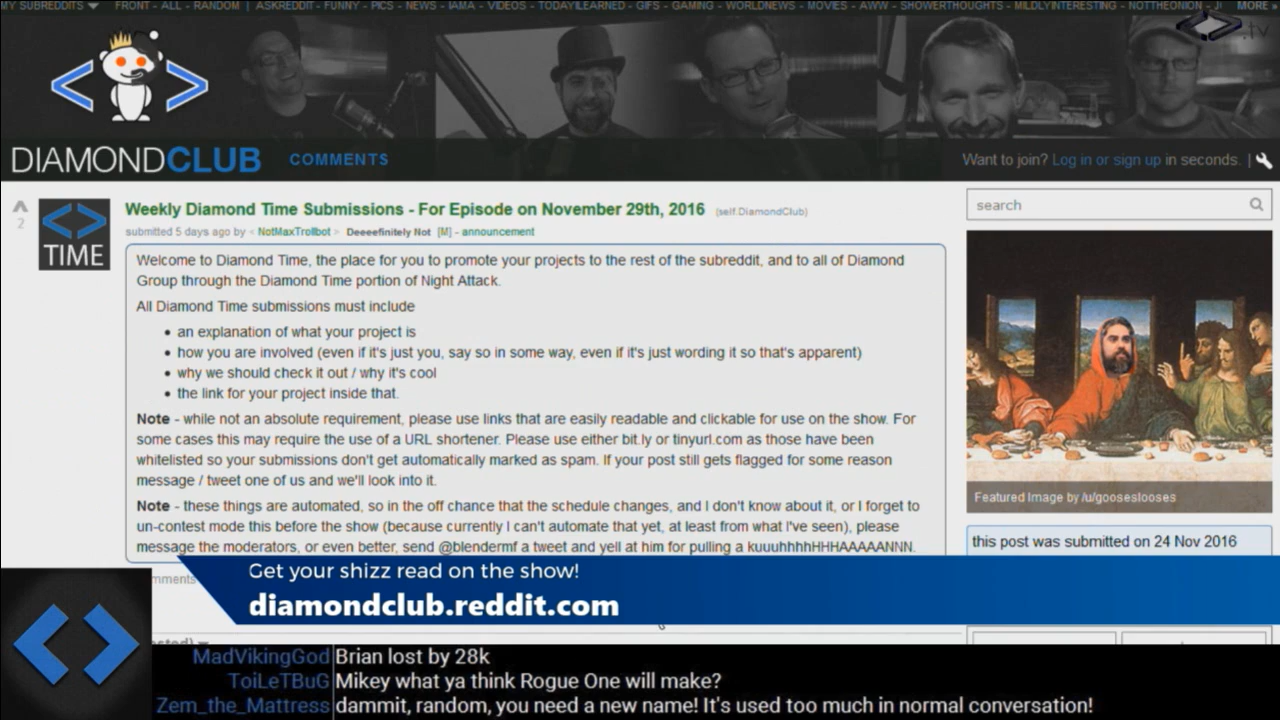 MY SUBREDDITS FRONT - ALL - RANDOM | ASKREDDIT - FUNNY - PICS - NEWS - IAMA - VIDEOS - TODAYILEARNED - GIFS - GAMING - WORLDNEWS - MOVIES - AWW - SHOWERTHOUGHTS - MILDLYINTERESTING - NOTTHEONION - MORE »
.tv
DIAMONDCLUB COMMENTS
Want to join? Log in or sign up in seconds. |
search
2
TIME
Weekly Diamond Time Submissions - For Episode on November 29th, 2016 (self.DiamondClub)
submitted 5 days ago by < NotMaxTrollbot > Deeeefinitely Not [M] - announcement
Welcome to Diamond Time, the place for you to promote your projects to the rest of the subreddit, and to all of Diamond
Group through the Diamond Time portion of Night Attack.
All Diamond Time submissions must include
• an explanation of what your project is
• how you are involved (even if it's just you, say so in some way, even if it's just wording it so that's apparent)
• why we should check it out / why it's cool
• the link for your project inside that.
Note - while not an absolute requirement, please use links that are easily readable and clickable for use on the show. For
some cases this may require the use of a URL shortener. Please use either bit.ly or tinyurl.com as those have been
whitelisted so your submissions don't get automatically marked as spam. If your post still gets flagged for some reason
message / tweet one of us and we'll look into it.
Note - these things are automated, so in the off chance that the schedule changes, and I don't know about it, or I forget to
un-contest mode this before the show (because currently I can't automate that yet, at least from what I've seen), please
message the moderators, or even better, send @blendermf a tweet and yell at him for pulling a kuuuhhhhHHHAAAAANNN.
Featured Image by /u/gooseslooses
this post was submitted on 24 Nov 2016
Get your shizz read on the show!
diamondclub.reddit.com
MadVikingGod Brian lost by 28k
ToiLeTBuG Mikey what ya think Rogue One will make?
Zem_the_Mattress dammit, random, you need a new name! It's used too much in normal conversation!